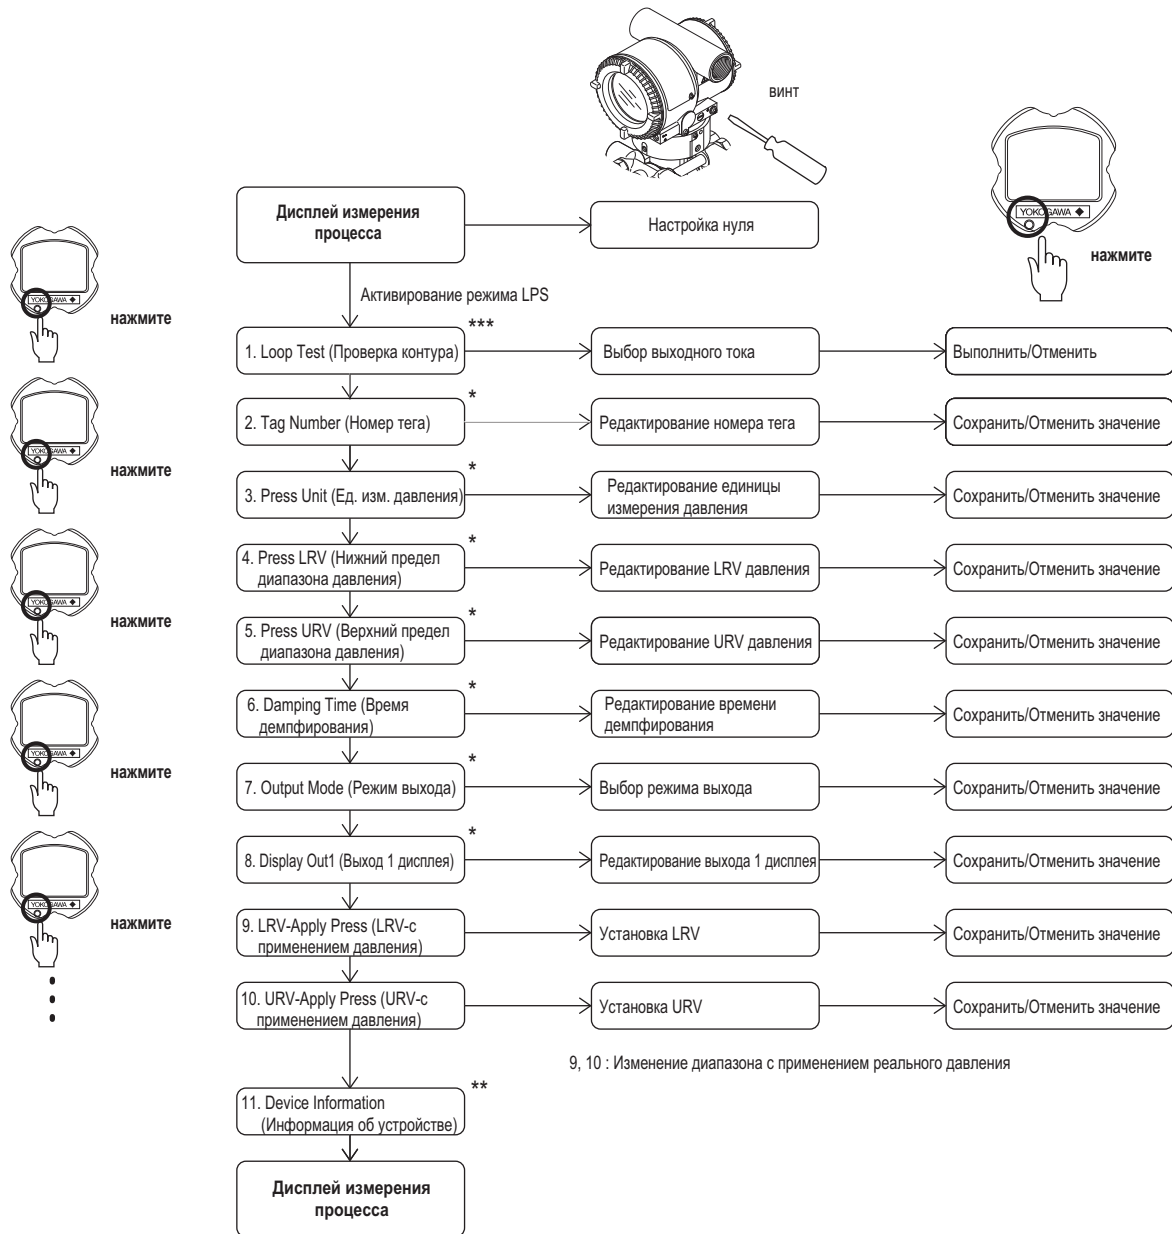 винт
YOKOGAWA ◆
нажмите
Дисплей измерения
процесса
Настройка нуля
Активирование режима LPS
YOKOGAWA ◆
нажмите
1. Loop Test (Проверка контура)
***
Выбор выходного тока
Выполнить/Отменить
YOKOGAWA ◆
нажмите
2. Tag Number (Номер тега)
*
Редактирование номера тега
Сохранить/Отменить значение
3. Press Unit (Ед. изм. давления)
*
Редактирование единицы
измерения давления
Сохранить/Отменить значение
YOKOGAWA ◆
нажмите
4. Press LRV (Нижний предел
диапазона давления)
*
Редактирование LRV давления
Сохранить/Отменить значение
5. Press URV (Верхний предел
диапазона давления)
*
Редактирование URV давления
Сохранить/Отменить значение
YOKOGAWA ◆
нажмите
6. Damping Time (Время
демпфирования)
*
Редактирование времени
демпфирования
Сохранить/Отменить значение
7. Output Mode (Режим выхода)
*
Выбор режима выхода
Сохранить/Отменить значение
YOKOGAWA ◆
нажмите
8. Display Out1 (Выход 1 дисплея)
*
Редактирование выхода 1 дисплея
Сохранить/Отменить значение
9. LRV-Apply Press (LRV-с
применением давления)
Установка LRV
Сохранить/Отменить значение
10. URV-Apply Press (URV-с
применением давления)
Установка URV
Сохранить/Отменить значение
9, 10 : Изменение диапазона с применением реального давления
11. Device Information
(Информация об устройстве)
**
Дисплей измерения
процесса